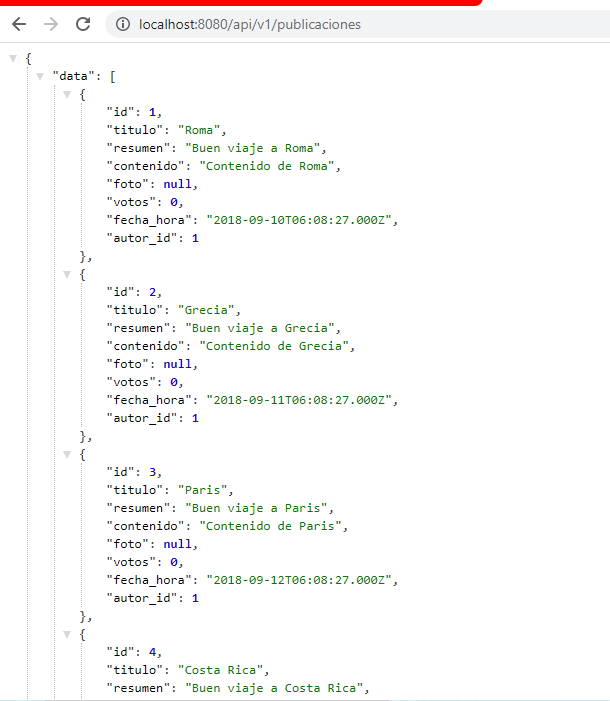 localhost:8080/api/v1/publicaciones
{
"data": [
{
"id": 1,
"titulo": "Roma",
"resumen": "Buen viaje a Roma",
"contenido": "Contenido de Roma",
"foto": null,
"votos": 0,
"fecha_hora": "2018-09-10T06:08:27.000Z",
"autor_id": 1
},
{
"id": 2,
"titulo": "Grecia",
"resumen": "Buen viaje a Grecia",
"contenido": "Contenido de Grecia",
"foto": null,
"votos": 0,
"fecha_hora": "2018-09-11T06:08:27.000Z",
"autor_id": 1
},
{
"id": 3,
"titulo": "Paris",
"resumen": "Buen viaje a Paris",
"contenido": "Contenido de Paris",
"foto": null,
"votos": 0,
"fecha_hora": "2018-09-12T06:08:27.000Z",
"autor_id": 1
},
{
"id": 4,
"titulo": "Costa Rica",
"resumen": "Buen viaje a Costa Rica",